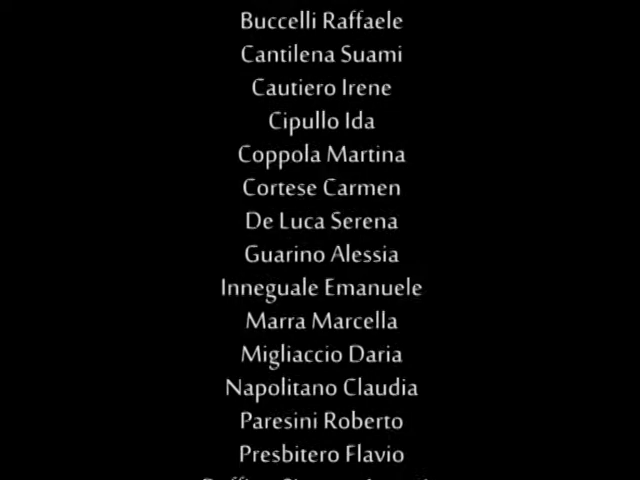 Buccelli Raffaele
Cantilena Suami
Cautiero Irene
Cipullo Ida
Coppola Martina
Cortese Carmen
De Luca Serena
Guarino Alessia
Inneguale Emanuele
Marra Marcella
Migliaccio Daria
Napolitano Claudia
Paresini Roberto
Presbitero Flavio